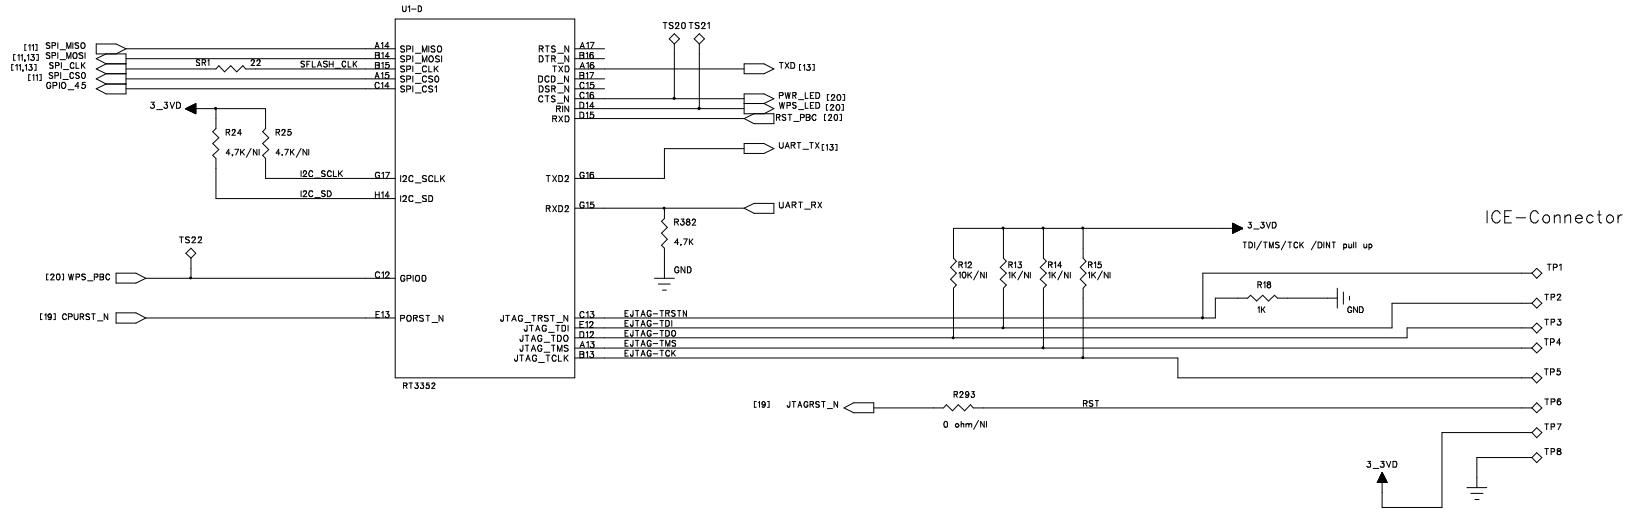 U1-D
TS20 TS21
[11] SPI_MISO A14 SPI_MISO RTS_N A17
[11,13] SPI_MOSI B14 SPI_MOSI DTR_N B16
[11,13] SPI_CLK SR1 22 SFLASH_CLK B15 SPI_CLK TXD A16 TXD [13]
[11] SPI_CS0 A15 SPI_CS0 DCD_N B17
GPIO_45 C14 SPI_CS1 DSR_N C15
CTS_N C16 PWR_LED [20]
3_3VD RIN D14 WPS_LED [20]
RXD D15 RST_PBC [20]
R24 R25
4.7K/NI 4.7K/NI
UART_TX[13]
I2C_SCLK G17 I2C_SCLK TXD2 G16
I2C_SD H14 I2C_SD
RXD2 G15 UART_RX
R382
4.7K
GND
ICE-Connector
3_3VD
TDI/TMS/TCK /DINT pull up
TS22
R12 R13 R14 R15
10K/NI 1K/NI 1K/NI 1K/NI
TP1
[20] WPS_PBC C12 GPIO0
R18
1K
GND
TP2
[19] CPURST_N E13 PORST_N
JTAG_TRST_N C13 EJTAG-TRSTN
JTAG_TDI E12 EJTAG-TDI TP3
JTAG_TDO D12 EJTAG-TDO
JTAG_TMS A13 EJTAG-TMS TP4
JTAG_TCLK B13 EJTAG-TCK
TP5
RT3352
R293
[19] JTAGRST_N RST TP6
0 ohm/NI
TP7
TP8
3_3VD